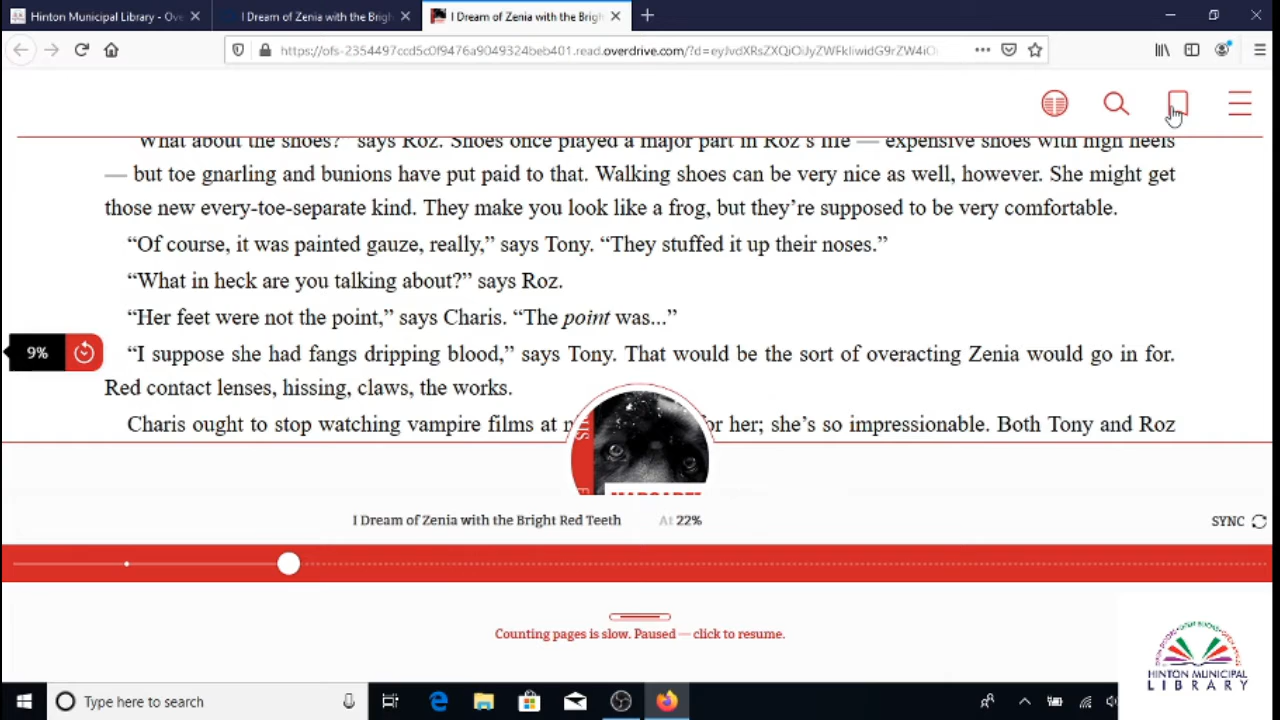 Hinton Municipal Library - Ove
I Dream of Zenia with the Brigh
I Dream of Zenia with the Brigh
https://ofs-2354497ccd5c0f9476a9049324beb401.read.overdrive.com/?d=eyJvdXRsZXQiOiJyZWFkIiwidG9rZW4iO
"What about the shoes?" says Roz. Shoes once played a major part in Roz's life — expensive shoes with high heels
— but toe gnarling and bunions have put paid to that. Walking shoes can be very nice as well, however. She might get
those new every-toe-separate kind. They make you look like a frog, but they're supposed to be very comfortable.
“Of course, it was painted gauze, really,” says Tony. “They stuffed it up their noses.”
“What in heck are you talking about?” says Roz.
“Her feet were not the point,” says Charis. “The point was...”
9%
“I suppose she had fangs dripping blood,” says Tony. That would be the sort of overacting Zenia would go in for.
Red contact lenses, hissing, claws, the works.
Charis ought to stop watching vampire films at n for her; she’s so impressionable. Both Tony and Roz
MARGARET
I Dream of Zenia with the Bright Red Teeth At 22%
SYNC
Counting pages is slow. Paused — click to resume.
HINTON MUNICIPAL
LIBRARY
Type here to search